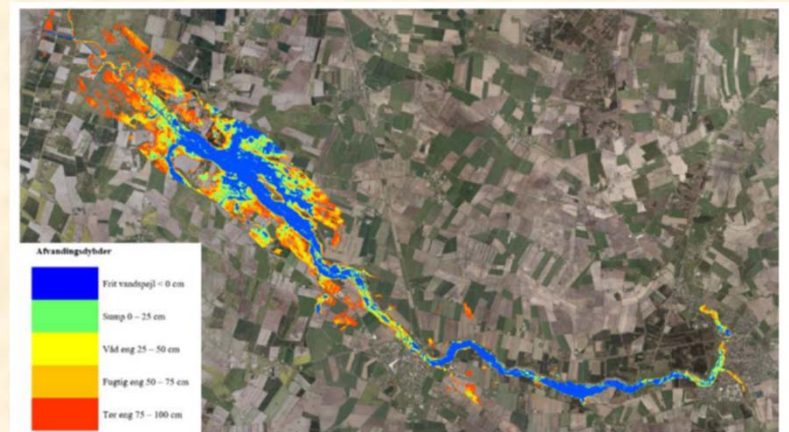 Afvandingsdybder
Frit vandspejl < 0 cm
Sump 0 – 25 cm
Våd eng 25 – 50 cm
Fugtig eng 50 – 75 cm
Tør eng 75 – 100 cm